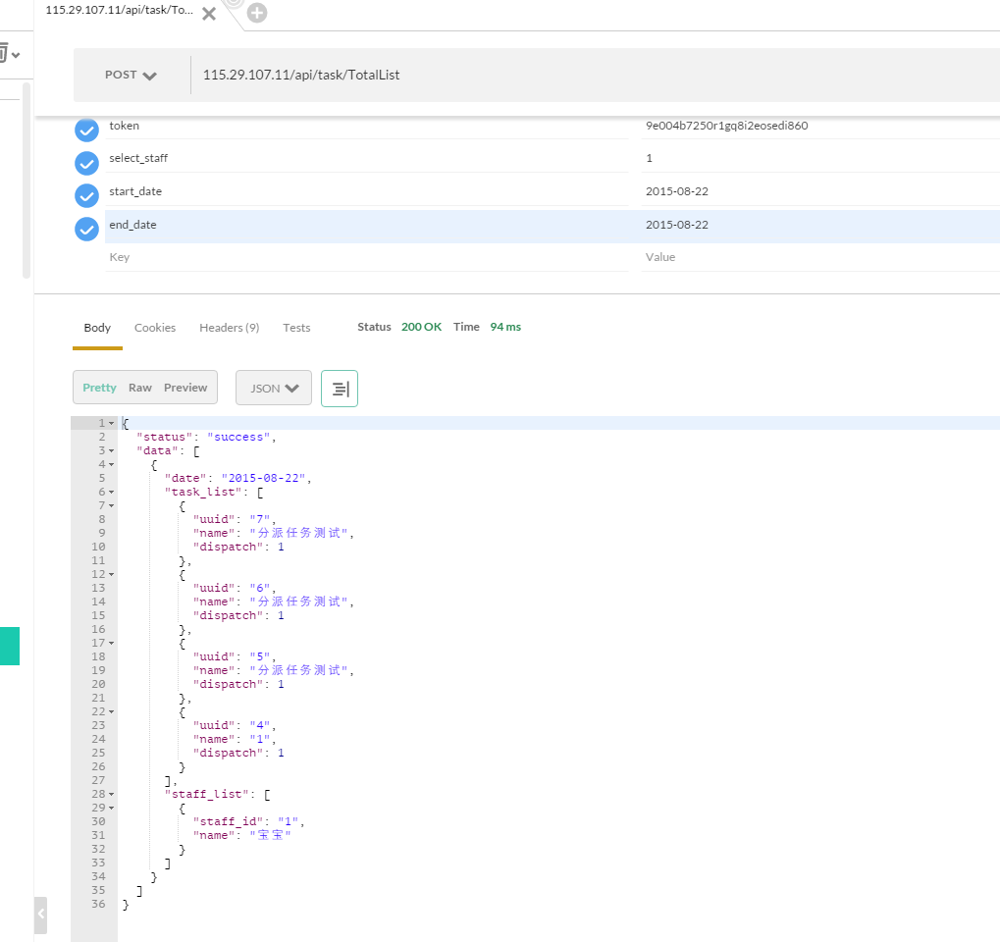 115.29.107.11/api/task/To...
POST 115.29.107.11/api/task/TotalList
token 9e004b7250r1gq8i2eosedi860
select_staff 1
start_date 2015-08-22
end_date 2015-08-22
Key Value
Body Cookies Headers (9) Tests Status 200 OK Time 94 ms
Pretty Raw Preview JSON
1 {
2 "status": "success",
3 "data": [
4 {
5 "date": "2015-08-22",
6 "task_list": [
7 {
8 "uuid": "7",
9 "name": "分派任务测试",
10 "dispatch": 1
11 },
12 {
13 "uuid": "6",
14 "name": "分派任务测试",
15 "dispatch": 1
16 },
17 {
18 "uuid": "5",
19 "name": "分派任务测试",
20 "dispatch": 1
21 },
22 {
23 "uuid": "4",
24 "name": "1",
25 "dispatch": 1
26 }
27 ],
28 "staff_list": [
29 {
30 "staff_id": "1",
31 "name": "宝宝"
32 }
33 ]
34 }
35 ]
36 }